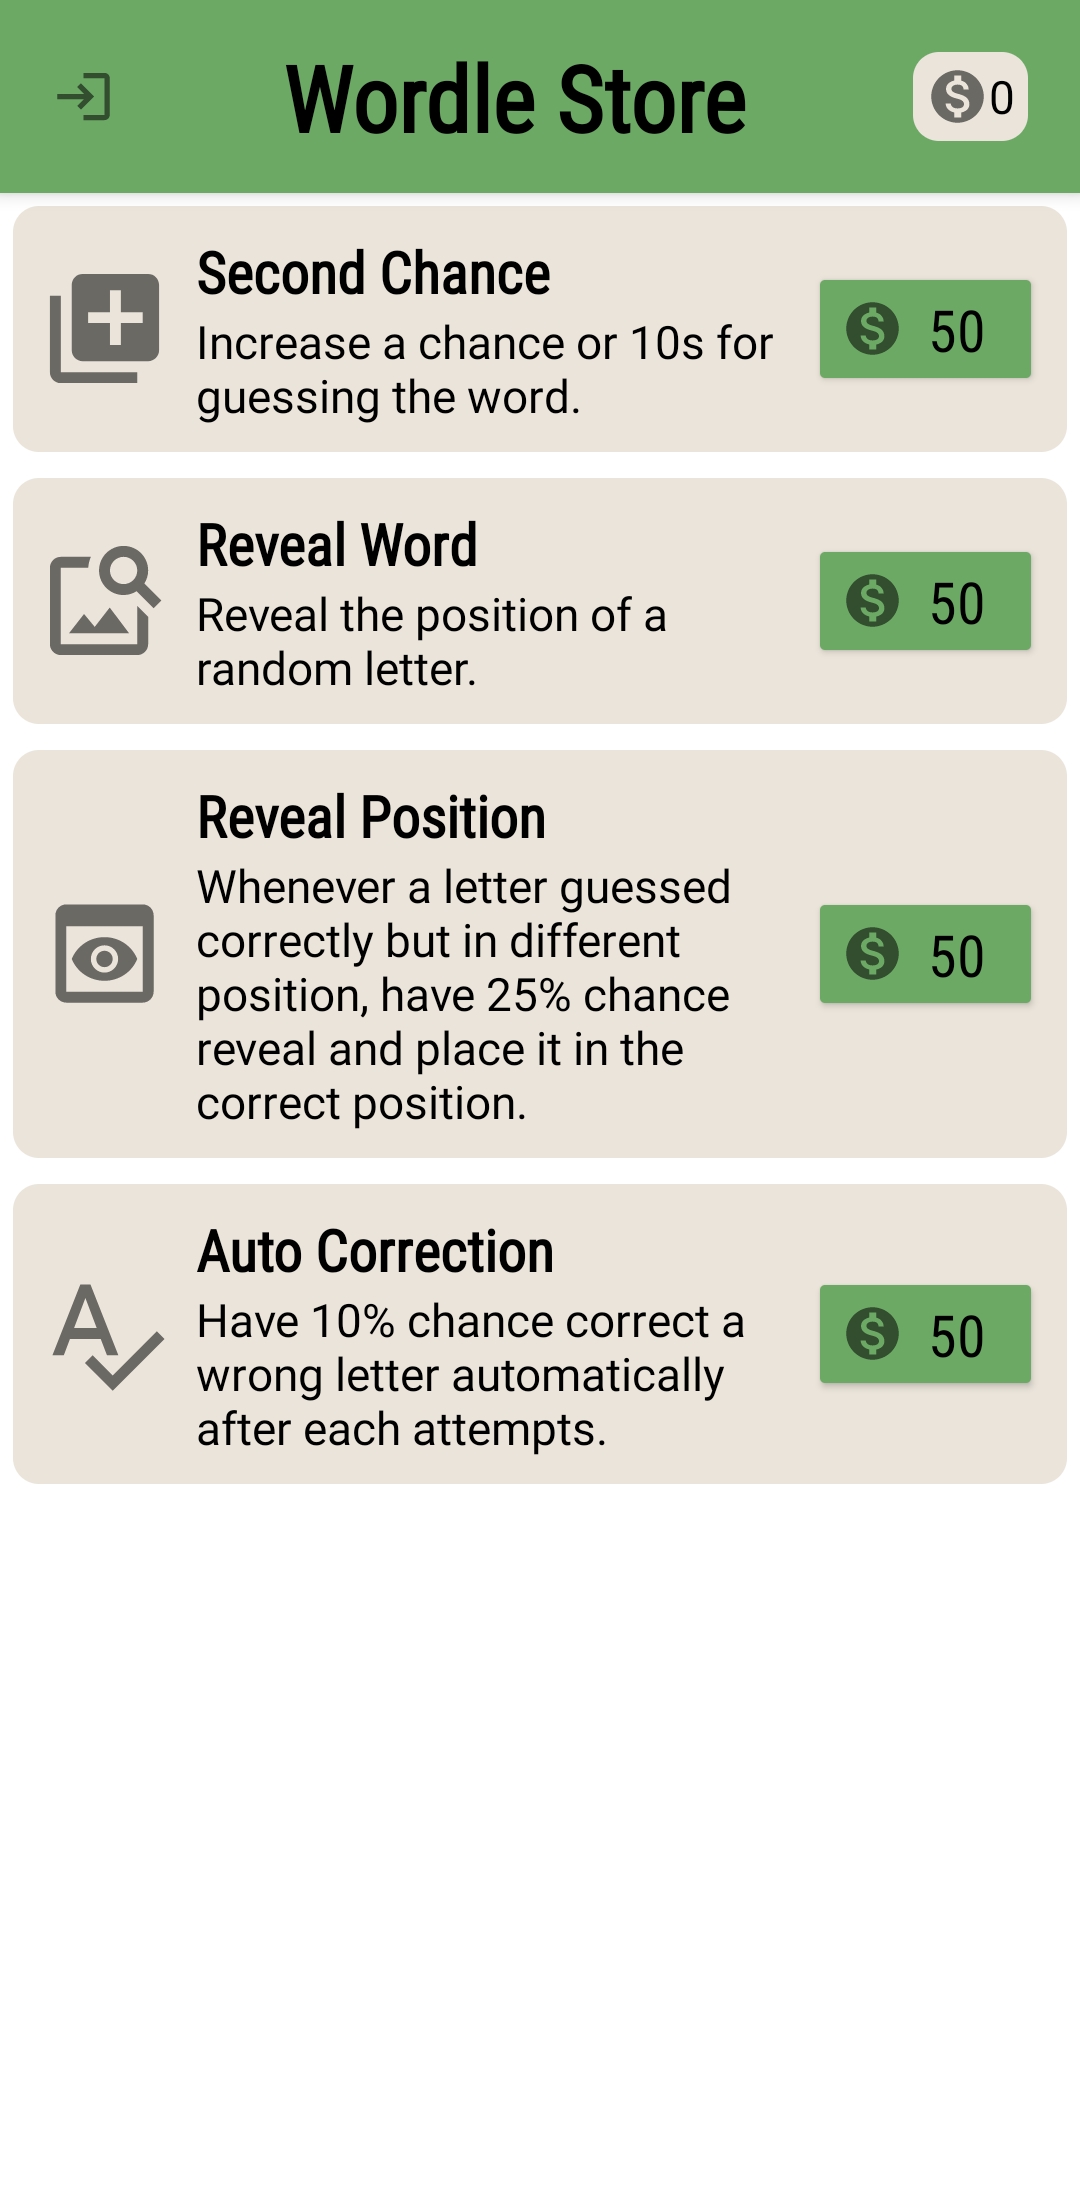 Wordle Store
0
Second Chance
Increase a chance or 10s for
guessing the word.
50
Reveal Word
Reveal the position of a
random letter.
50
Reveal Position
Whenever a letter guessed
correctly but in different
position, have 25% chance
reveal and place it in the
correct position.
50
Auto Correction
Have 10% chance correct a
wrong letter automatically
after each attempts.
50